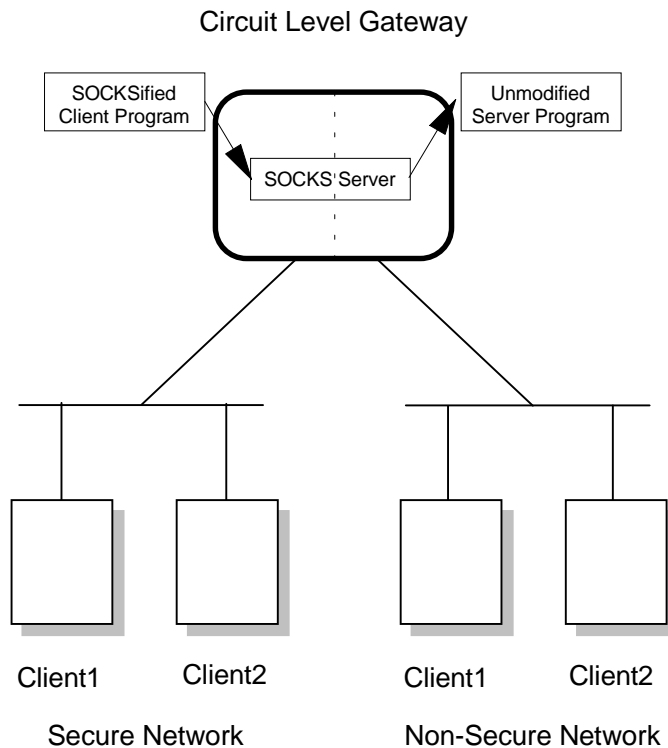 Circuit Level Gateway
SOCKSified
Client Program
Unmodified
Server Program
SOCKS Server
Client1
Client2
Client1
Client2
Secure Network
Non-Secure Network